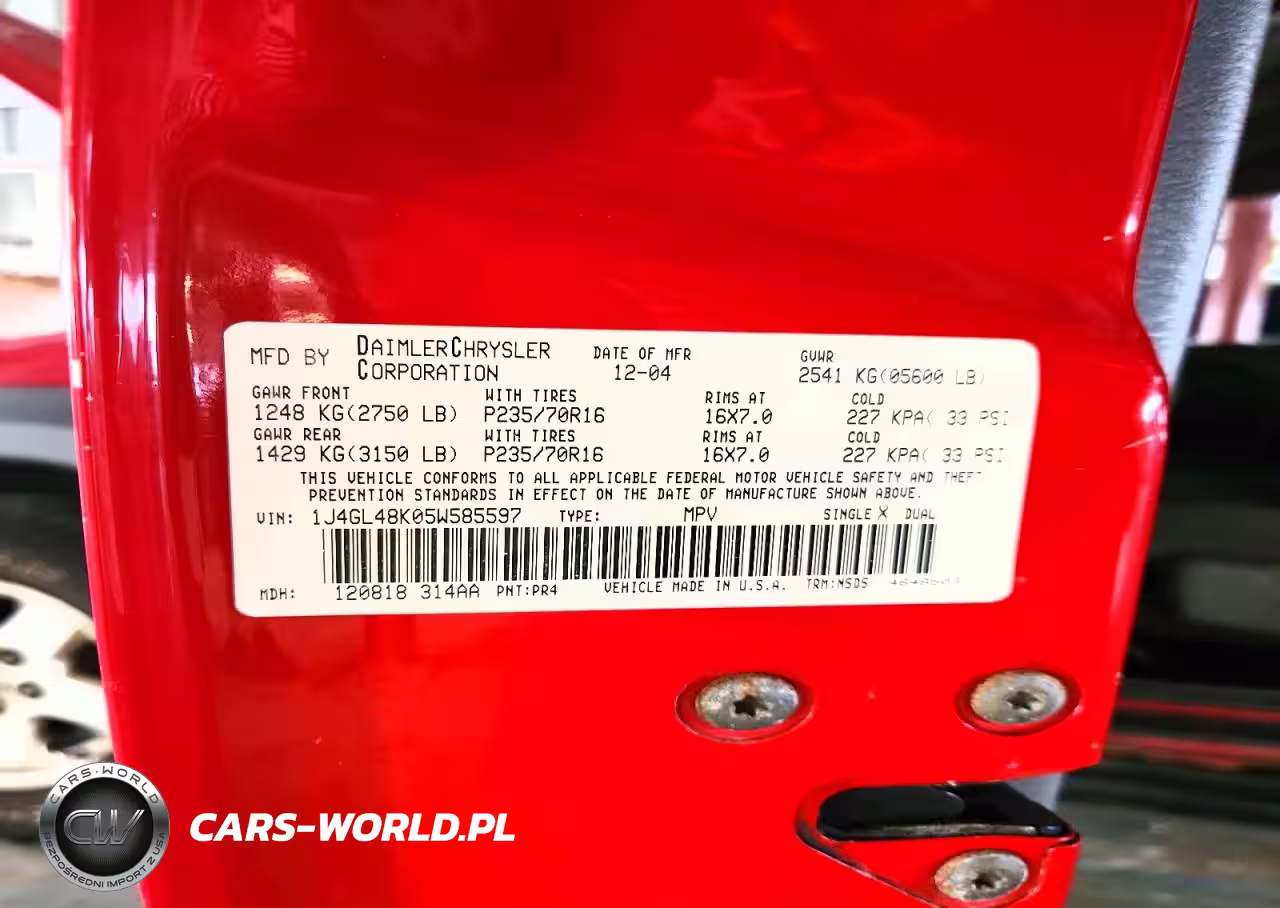 MFD BY DAIMLERCHRYSLER CORPORATION DATE OF MFR 12-04 GVWR 2541 KG(05600 LB)
GAWR FRONT WITH TIRES RIMS AT COLD
1248 KG(2750 LB) P235/70R16 16X7.0 227 KPA( 33 PSI
GAWR REAR WITH TIRES RIMS AT COLD
1429 KG(3150 LB) P235/70R16 16X7.0 227 KPA( 33 PSI
THIS VEHICLE CONFORMS TO ALL APPLICABLE FEDERAL MOTOR VEHICLE SAFETY AND THEFT
PREVENTION STANDARDS IN EFFECT ON THE DATE OF MANUFACTURE SHOWN ABOVE.
VIN: 1J4GL48K05W585597 TYPE: MPV SINGLE X DUAL
MDH: 120818 314AA PNT:PR4 VEHICLE MADE IN U.S.A. TRM:N5D5
CARS-WORLD
CW
BEZPOŚREDNI IMPORT Z USA
CARS-WORLD.PL